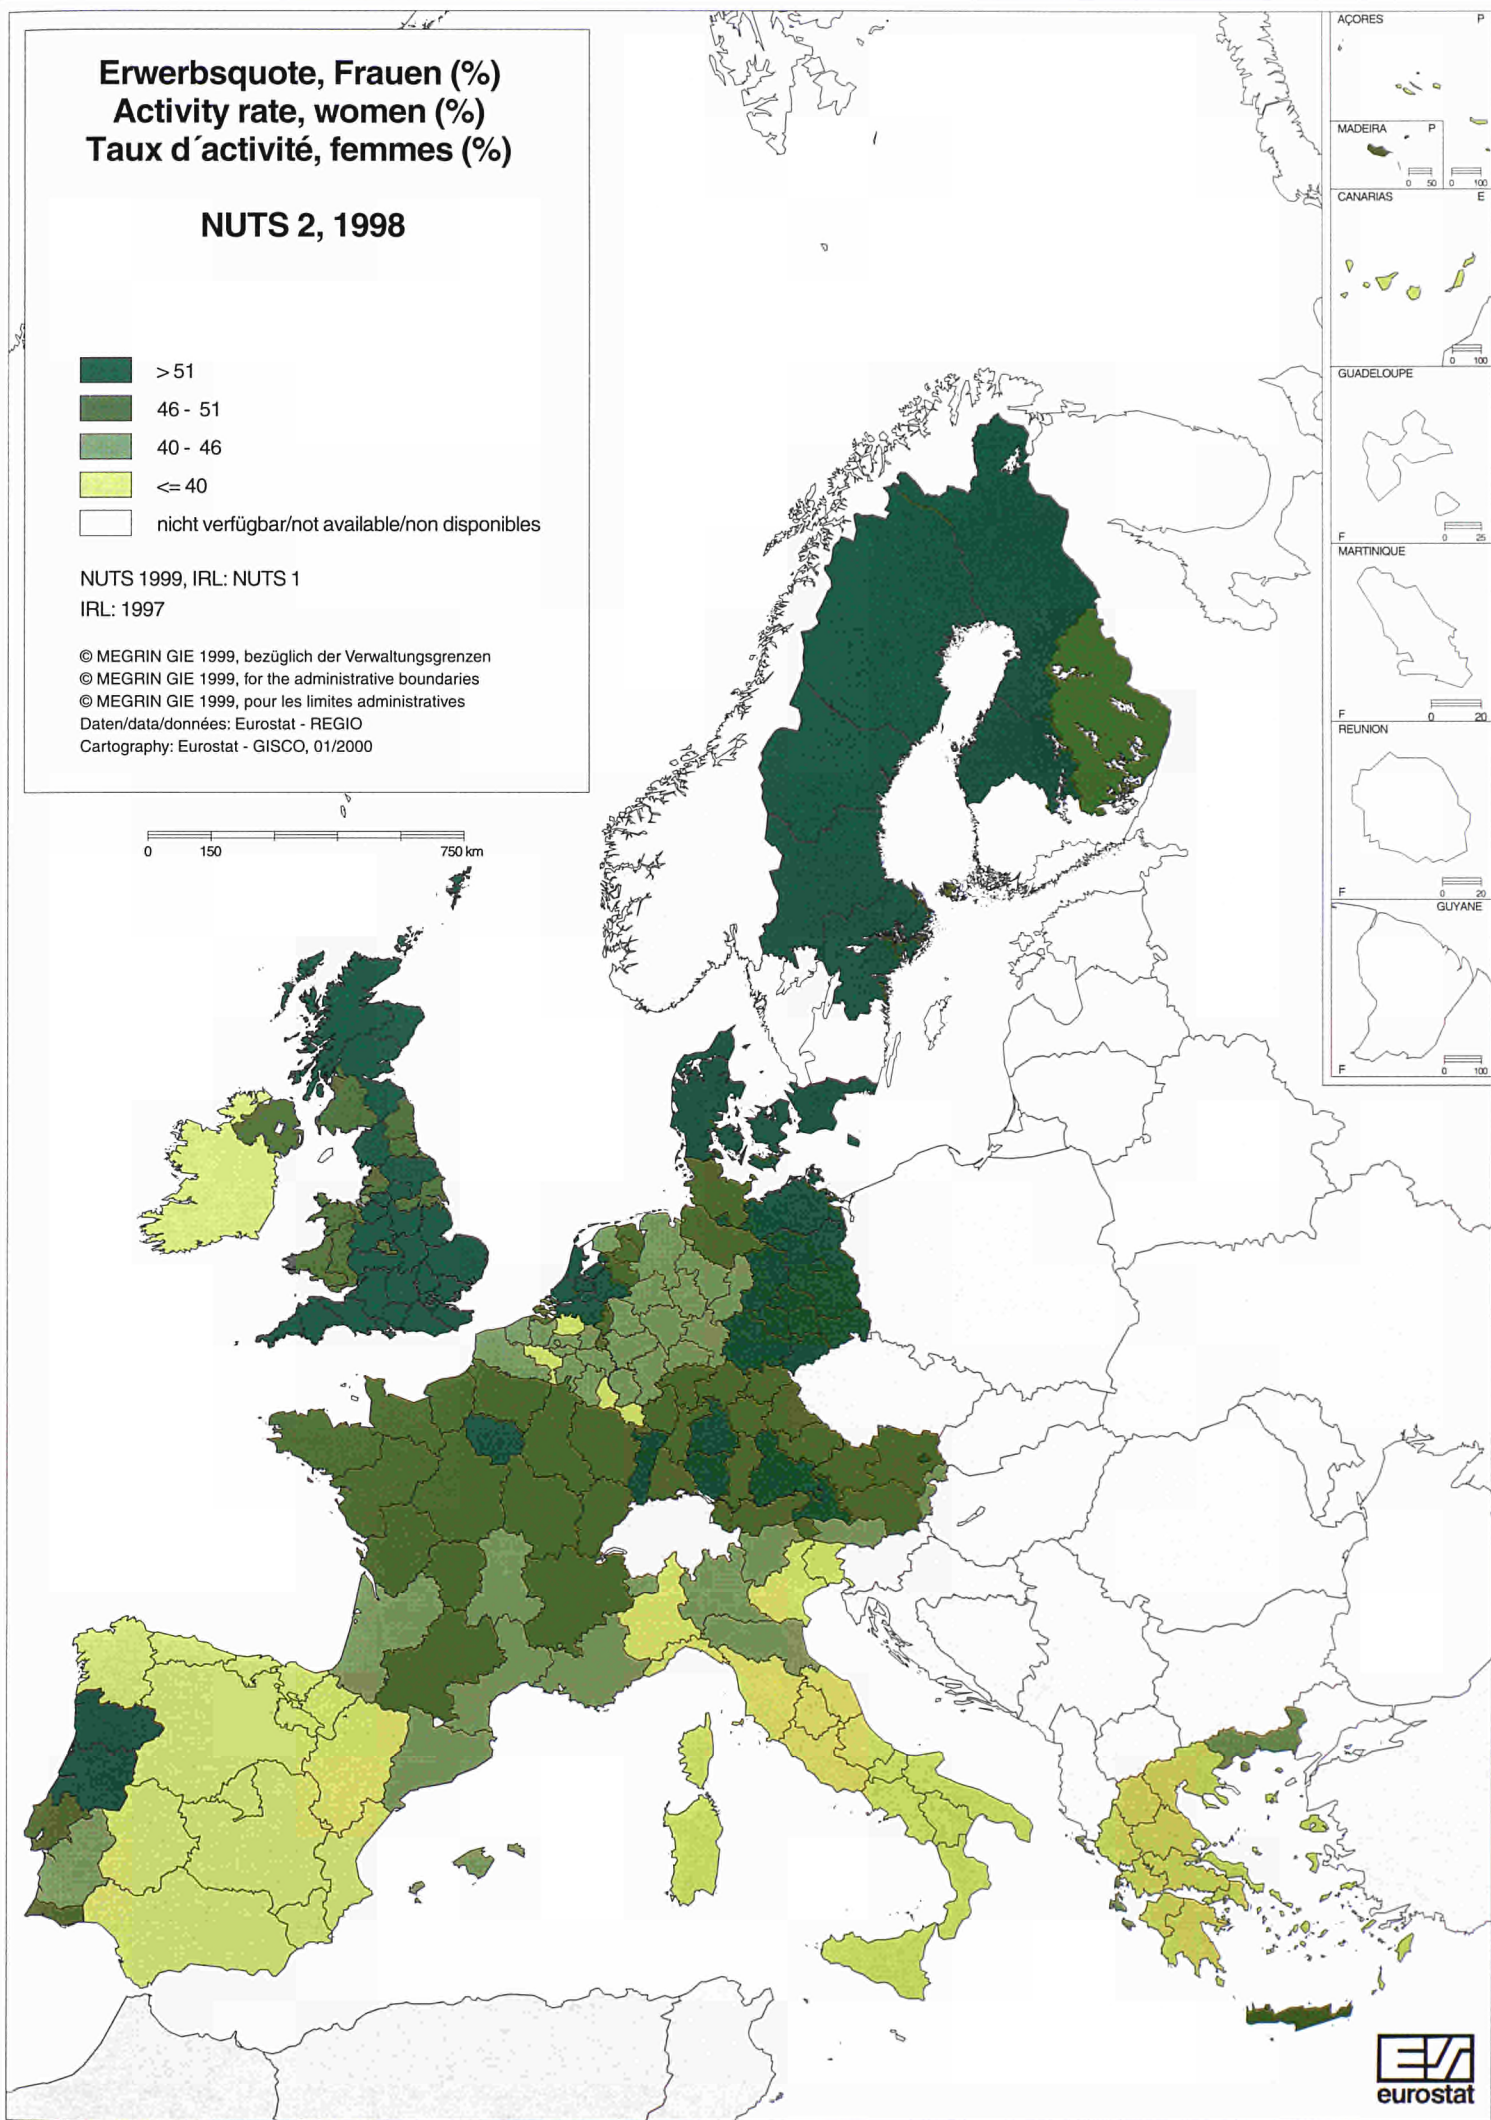 Erwerbsquote, Frauen (%)
Activity rate, women (%)
Taux d´activité, femmes (%)
NUTS 2, 1998
> 51
46 - 51
40 - 46
<= 40
nicht verfügbar/not available/non disponibles
NUTS 1999, IRL: NUTS 1
IRL: 1997
© MEGRIN GIE 1999, bezüglich der Verwaltungsgrenzen
© MEGRIN GIE 1999, for the administrative boundaries
© MEGRIN GIE 1999, pour les limites administratives
Daten/data/données: Eurostat - REGIO
Cartography: Eurostat - GISCO, 01/2000
0 150 750 km
AÇORES P
MADEIRA P
0 50
0 100
CANARIAS E
0 100
GUADELOUPE
F 0 25
MARTINIQUE
F 0 20
REUNION
F 0 20
GUYANE
F 0 100
eurostat